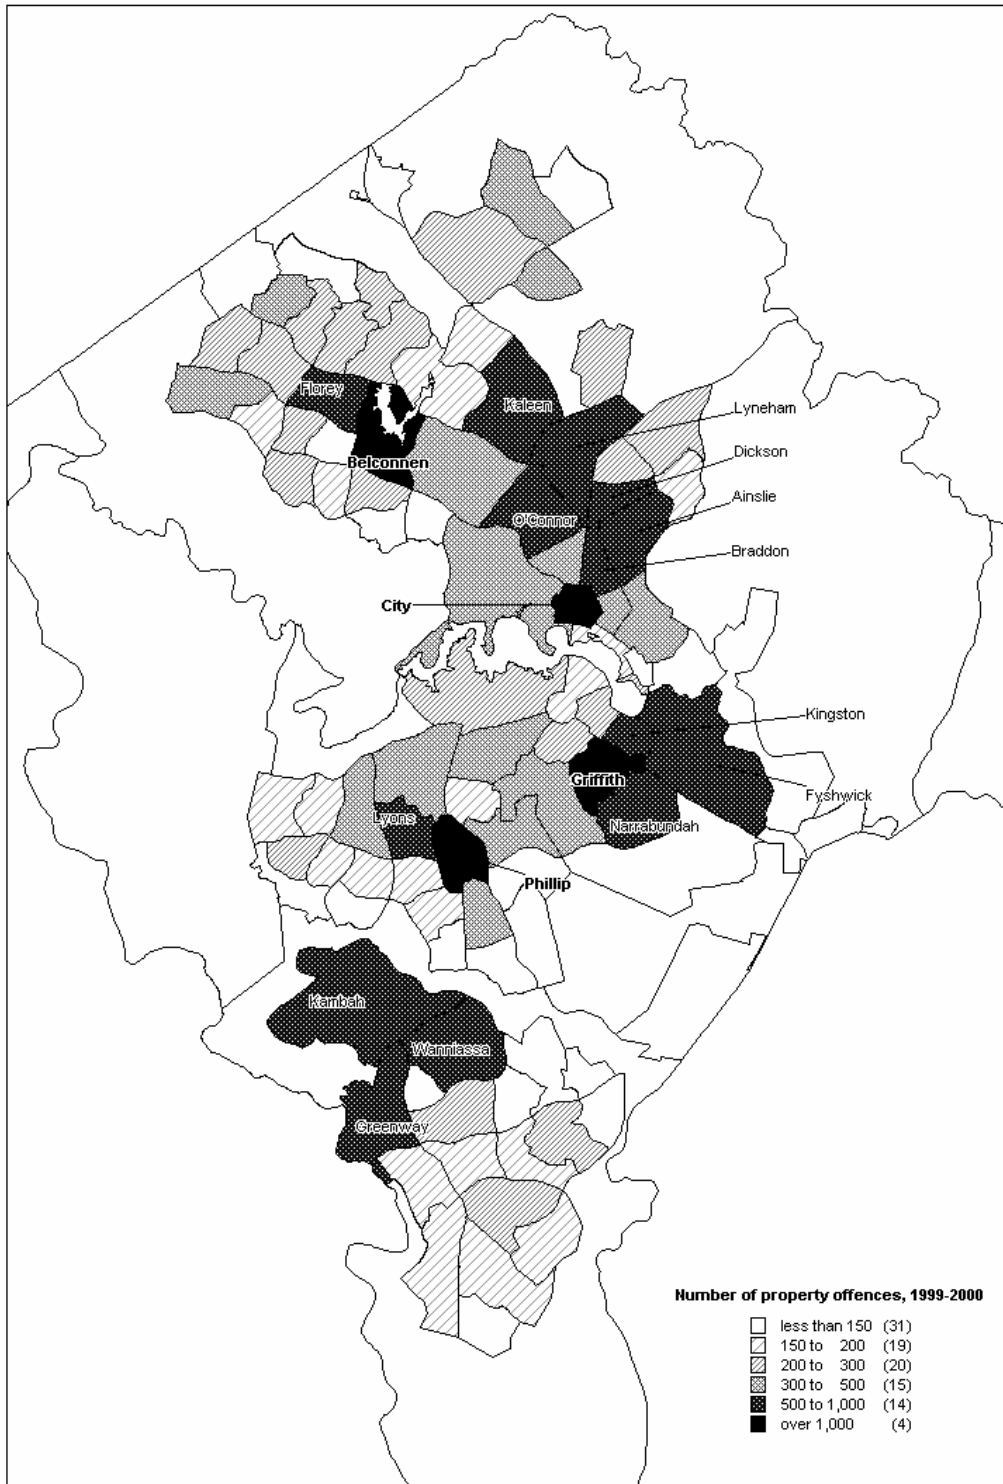 Florey
Kaleen
Lyneham
Dickson
Belconnen
Ainslie
O'Connor
Braddon
City
Kingston
Griffith
Fyshwick
Lyons
Narrabundah
Phillip
Kambah
Wanniassa
Greenway
Number of property offences, 1999-2000
less than 150 (31)
150 to 200 (19)
200 to 300 (20)
300 to 500 (15)
500 to 1,000 (14)
over 1,000 (4)